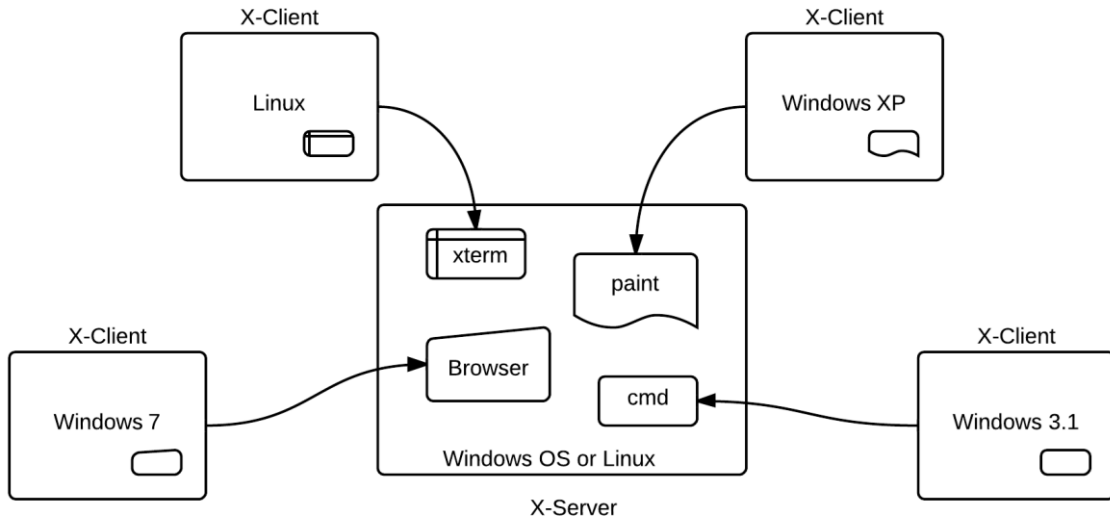 X-Client
X-Client
Linux
Windows XP
xterm
paint
X-Client
X-Client
Browser
cmd
Windows 7
Windows 3.1
Windows OS or Linux
X-Server